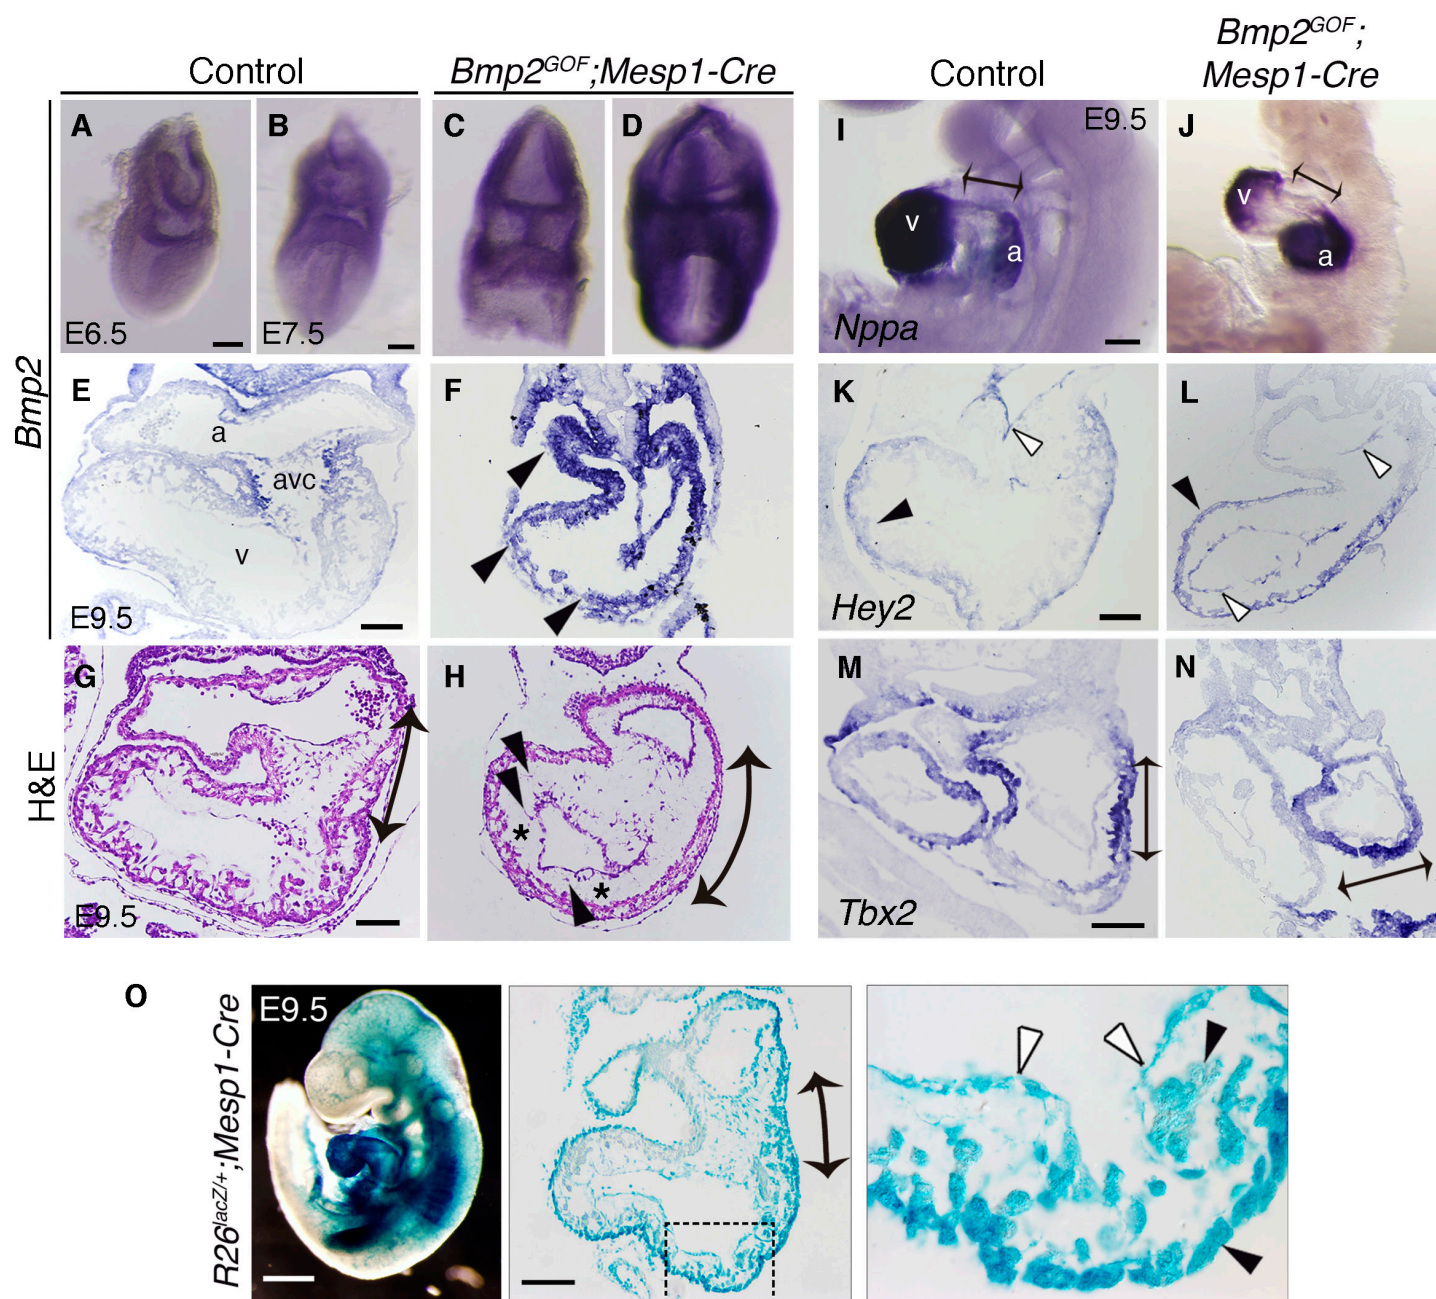 Control
Bmp2GOF;Mesp1-Cre
Control
Bmp2GOF;
Mesp1-Cre
Bmp2
A
E6.5
B
E7.5
C
D
I
E9.5
v
a
Nppa
J
v
a
E
a
avc
v
E9.5
F
K
Hey2
L
H&E
G
E9.5
H
*
*
M
Tbx2
N
O
R26lacZ/+;Mesp1-Cre
E9.5